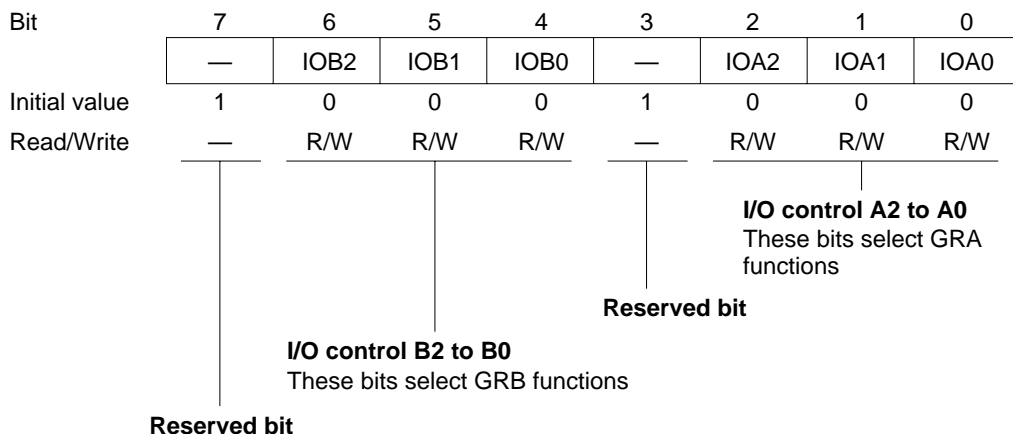 Bit 7 6 5 4 3 2 1 0
— IOB2 IOB1 IOB0 — IOA2 IOA1 IOA0
Initial value 1 0 0 0 1 0 0 0
Read/Write — R/W R/W R/W — R/W R/W R/W
I/O control A2 to A0
These bits select GRA
functions
Reserved bit
I/O control B2 to B0
These bits select GRB functions
Reserved bit